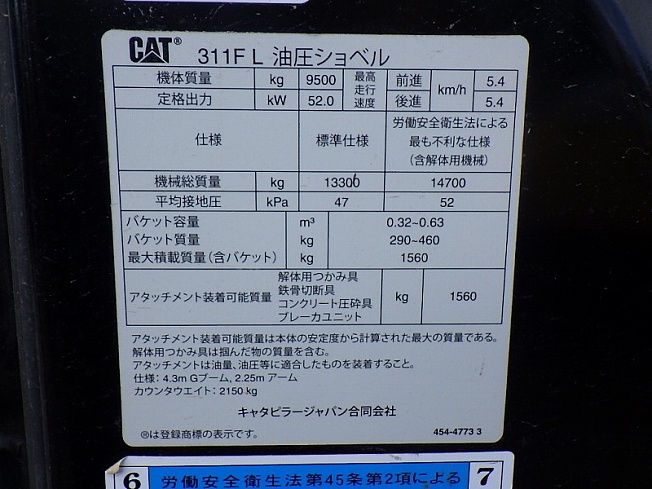 CAT® 311F L 油圧ショベル
機体質量 kg 9500 最高走行速度 前進 km/h 5.4
定格出力 kW 52.0 後進 5.4
仕様 標準仕様 労働安全衛生法による最も不利な仕様(含解体用機械)
機械総質量 kg 13300 14700
平均接地圧 kPa 47 52
バケット容量 m³ 0.32~0.63
バケット質量 kg 290~460
最大積載質量(含バケット) kg 1560
アタッチメント装着可能質量 解体用つかみ具 鉄骨切断具 コンクリート圧砕具 ブレーカユニット kg 1560
アタッチメント装着可能質量は本体の安定度から計算された最大の質量である。
解体用つかみ具は掴んだ物の質量を含む。
アタッチメントは油量、油圧等に適合したものを装着すること。
仕様: 4.3m Gブーム, 2.25m アーム
カウンタウエイト: 2150 kg
キャタピラージャパン合同会社
®は登録商標の表示です。 454-4773 3
6 労働安全衛生法第45条第2項による 7